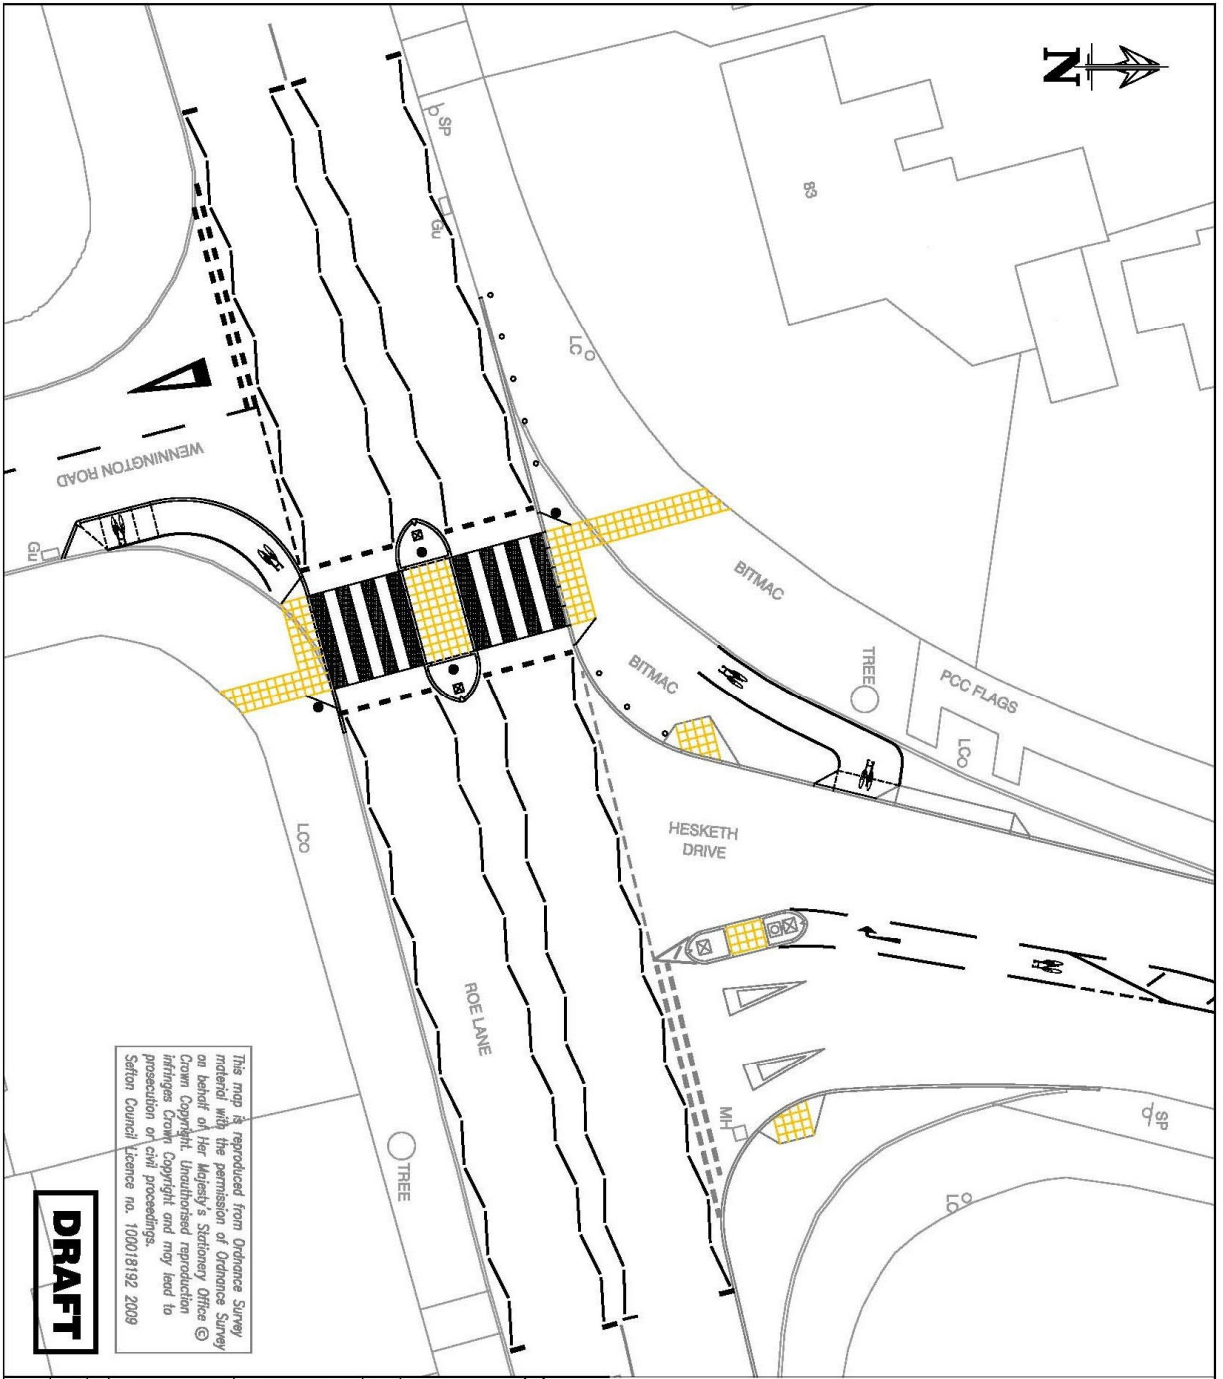 N
SP
Gu
83
LC
WENNINGTON ROAD
Gu
BITMAC
BITMAC
TREE
PCC FLAGS
LC
HESKETH
DRIVE
LC
ROE LANE
MH
SP
LC
TREE
This map is reproduced from Ordnance Survey
material with the permission of Ordnance Survey
on behalf of Her Majesty's Stationery Office ©
Crown Copyright. Unauthorised reproduction
infringes Crown Copyright and may lead to
prosecution or civil proceedings.
Sefton Council Licence no. 100018192 2009
DRAFT